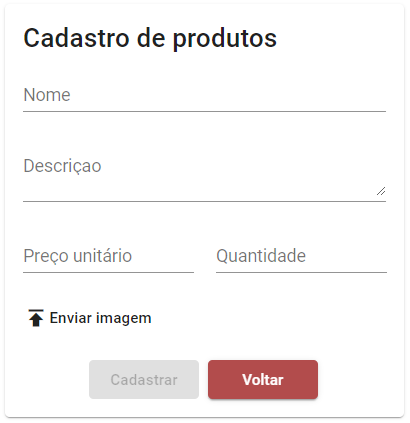 Cadastro de produtos
Nome
Descriçao
Preço unitário
Quantidade
Enviar imagem
Cadastrar
Voltar